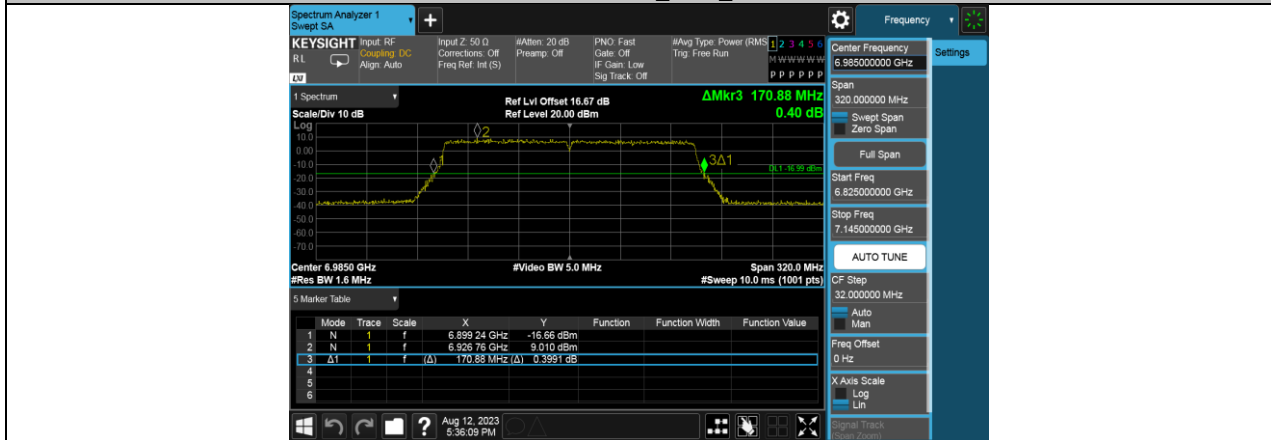 Spectrum Analyzer 1
Swept SA
Frequency
KEYSIGHT
RL
LXI
Input: RF
Coupling: DC
Align: Auto
Input Z: 50 Ω
Corrections: Off
Freq Ref: Int (S)
#Atten: 20 dB
Preamp: Off
PNO: Fast
Gate: Off
IF Gain: Low
Sig Track: Off
#Avg Type: Power (RMS
Trig: Free Run
1 2 3 4 5 6
M W W W W W
P P P P P P
Center Frequency
6.985000000 GHz
Settings
Span
320.000000 MHz
Swept Span
Zero Span
Full Span
Start Freq
6.825000000 GHz
Stop Freq
7.145000000 GHz
AUTO TUNE
CF Step
32.000000 MHz
Auto
Man
Freq Offset
0 Hz
X Axis Scale
Log
Lin
Signal Track
(Span Zoom)
1 Spectrum
Scale/Div 10 dB
Ref Lvl Offset 16.67 dB
Ref Level 20.00 dBm
ΔMkr3 170.88 MHz
0.40 dB
Log
10.0
0.00
-10.0
-20.0
-30.0
-40.0
-50.0
-60.0
-70.0
1
2
3Δ1
DL1 -16.99 dBm
Center 6.9850 GHz
#Video BW 5.0 MHz
Span 320.0 MHz
#Res BW 1.6 MHz
#Sweep 10.0 ms (1001 pts)
5 Marker Table
Mode Trace Scale X Y Function Function Width Function Value
1 N 1 f 6.899 24 GHz -16.66 dBm
2 N 1 f 6.926 76 GHz 9.010 dBm
3 Δ1 1 f (Δ) 170.88 MHz (Δ) 0.3991 dB
4
5
6
?
Aug 12, 2023
5:36:09 PM